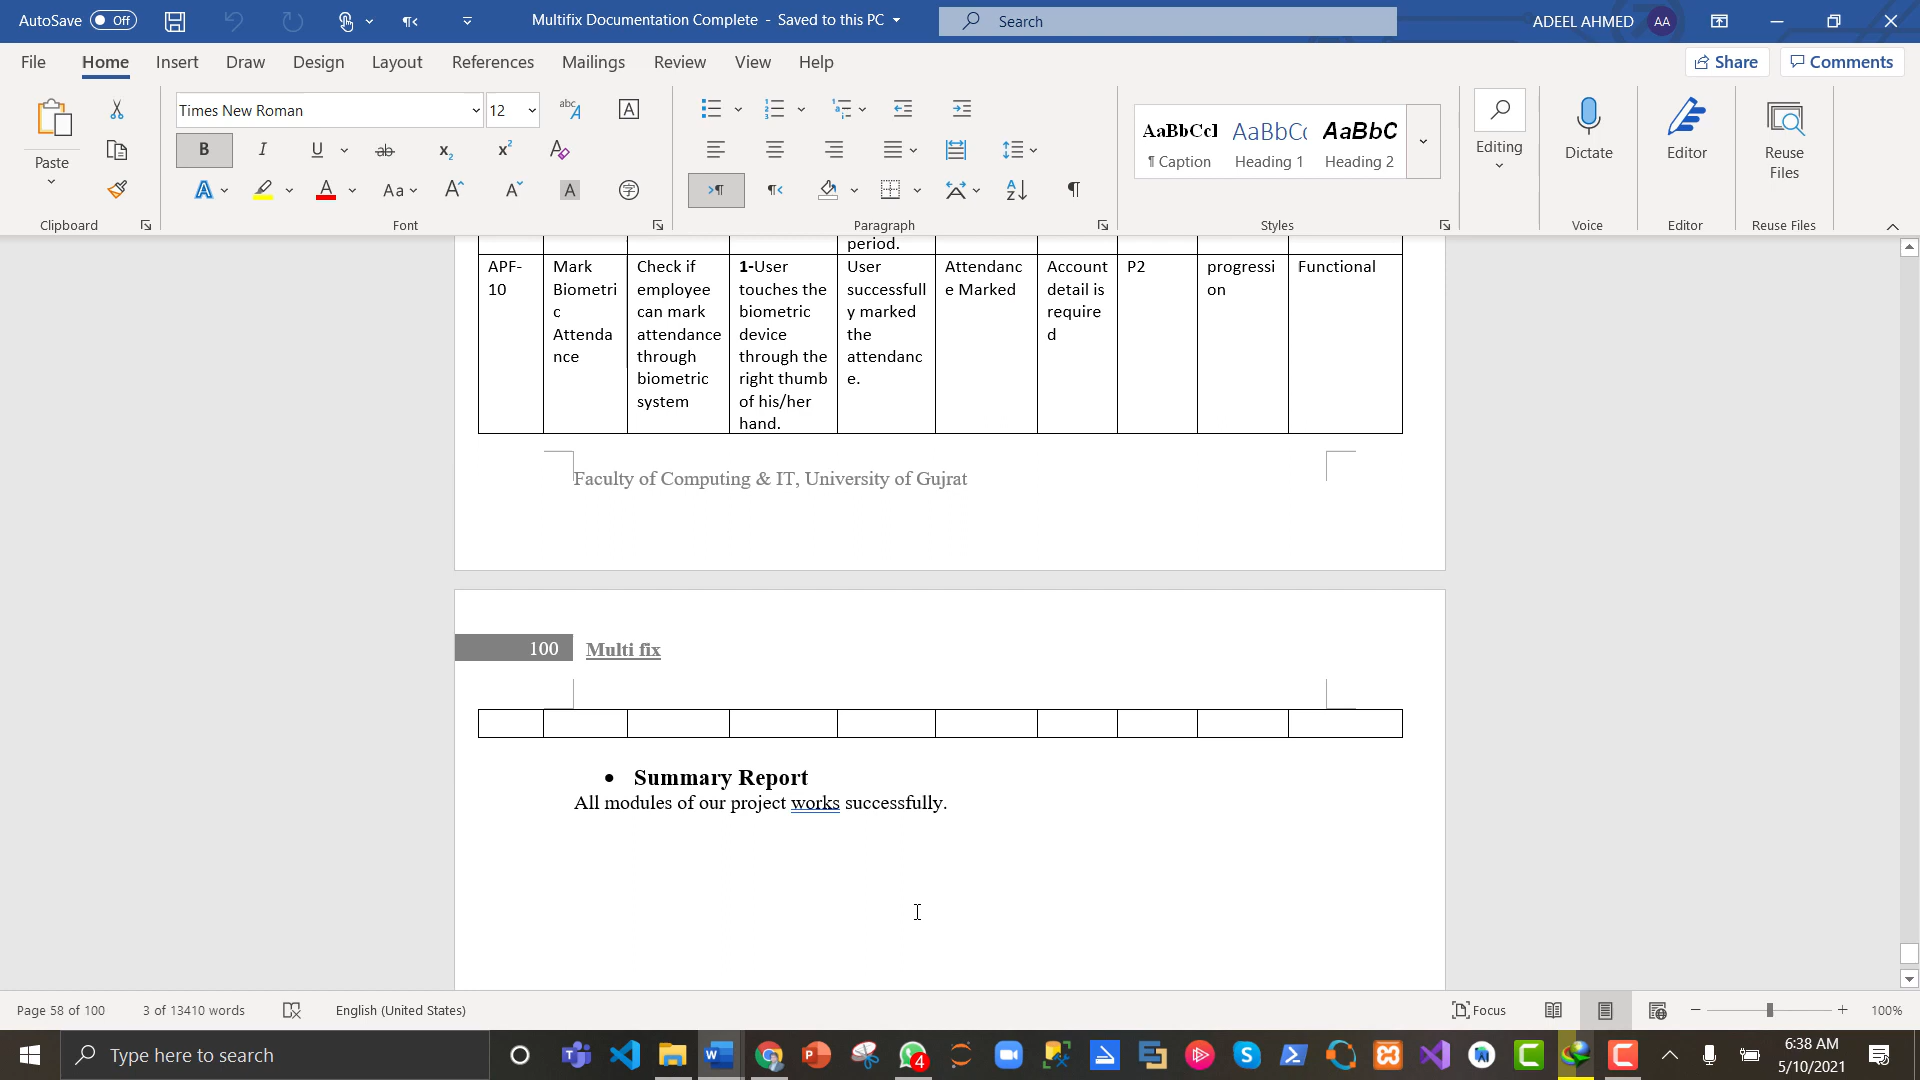 AutoSave Off Multifix Documentation Complete - Saved to this PC Search ADEEL AHMED AA
File Home Insert Draw Design Layout References Mailings Review View Help Share Comments
Paste
Clipboard
Times New Roman 12
Font
Paragraph
AaBbCcI AaBbCc AaBbC
¶ Caption Heading 1 Heading 2
Styles
Editing
Dictate
Voice
Editor
Editor
Reuse
Files
Reuse Files
period.
APF-
10
Mark
Biometri
c
Attenda
nce
Check if
employee
can mark
attendance
through
biometric
system
1-User
touches the
biometric
device
through the
right thumb
of his/her
hand.
User
successfull
y marked
the
attendanc
e.
Attendanc
e Marked
Account
detail is
require
d
P2
progressi
on
Functional
Faculty of Computing & IT, University of Gujrat
100 Multi fix
• Summary Report
All modules of our project works successfully.
Page 58 of 100 3 of 13410 words English (United States) Focus 100%
Type here to search
4
6:38 AM
5/10/2021